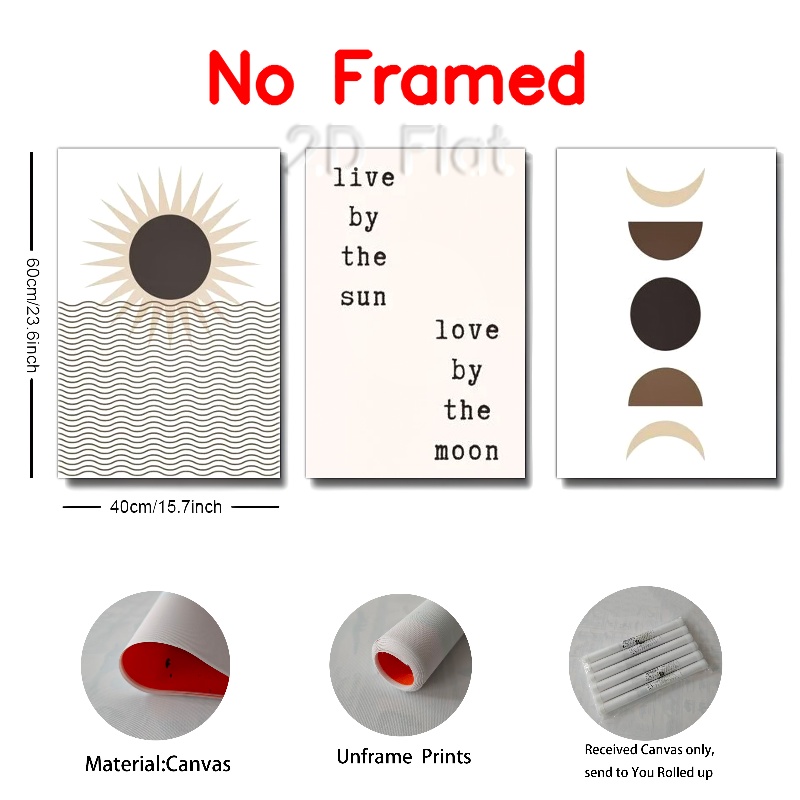 No Framed
2D Flat
live
by
the
sun
love
by
the
moon
60cm/23.6inch
40cm/15.7inch
Material:Canvas
Unframe Prints
Received Canvas only,
send to You Rolled up